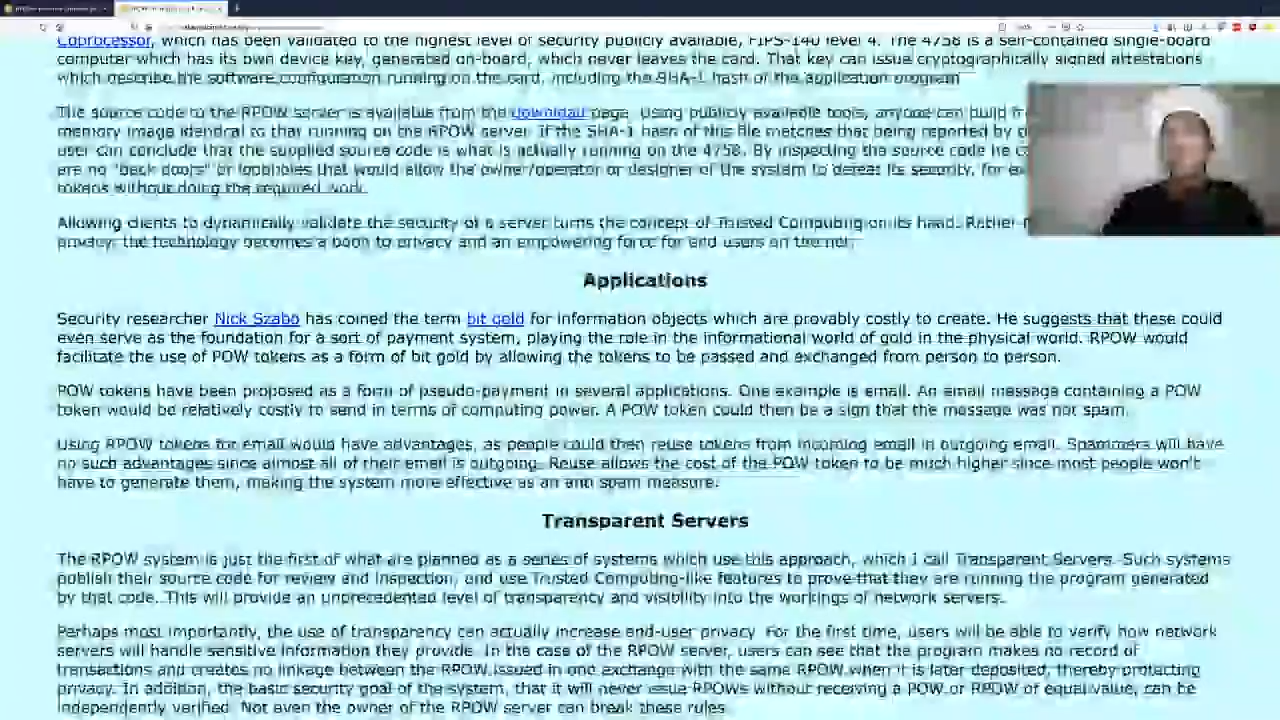 Coprocessor, which has been validated to the highest level of security publicly available, FIPS-140 level 4. The 4758 is a self-contained single-board
computer which has its own device key, generated on-board, which never leaves the card. That key can issue cryptographically signed attestations
which describe the software configuration running on the card, including the SHA-1 hash of the application program
The source code to the RPOW server is available from the download page. Using publicly available tools, anyone can build
memory image identical to that running on the RPOW server. If the SHA-1 hash of this file matches that being reported by
user can conclude that the supplied source code is what is actually running on the 4758. By inspecting the source code he
are no "back doors" or loopholes that would allow the owner/operator or designer of the system to defeat its security, for
tokens without doing the required work.
Allowing clients to dynamically validate the security of a server turns the concept of Trusted Computing on its head. Rather
privacy, the technology becomes a boon to privacy and an empowering force for end users on the net.
Applications
Security researcher Nick Szabo has coined the term bit gold for information objects which are provably costly to create. He suggests that these could
even serve as the foundation for a sort of payment system, playing the role in the informational world of gold in the physical world. RPOW would
facilitate the use of POW tokens as a form of bit gold by allowing the tokens to be passed and exchanged from person to person.
POW tokens have been proposed as a form of pseudo-payment in several applications. One example is email. An email message containing a POW
token would be relatively costly to send in terms of computing power. A POW token could then be a sign that the message was not spam.
Using RPOW tokens for email would have advantages, as people could then reuse tokens from incoming email in outgoing email. Spammers will have
no such advantages since almost all of their email is outgoing. Reuse allows the cost of the POW token to be much higher since most people won't
have to generate them, making the system more effective as an anti spam measure.
Transparent Servers
The RPOW system is just the first of what are planned as a series of systems which use this approach, which I call Transparent Servers. Such systems
publish their source code for review and inspection, and use Trusted Computing-like features to prove that they are running the program generated
by that code. This will provide an unprecedented level of transparency and visibility into the workings of network servers.
Perhaps most importantly, the use of transparency can actually increase end-user privacy. For the first time, users will be able to verify how network
servers will handle sensitive information they provide. In the case of the RPOW server, users can see that the program makes no record of
transactions and creates no linkage between the RPOW issued in one exchange with the same RPOW when it is later deposited, thereby protecting
privacy. In addition, the basic security goal of the system, that it will never issue RPOWs without receiving a POW or RPOW of equal value, can be
independently verified. Not even the owner of the RPOW server can break these rules.